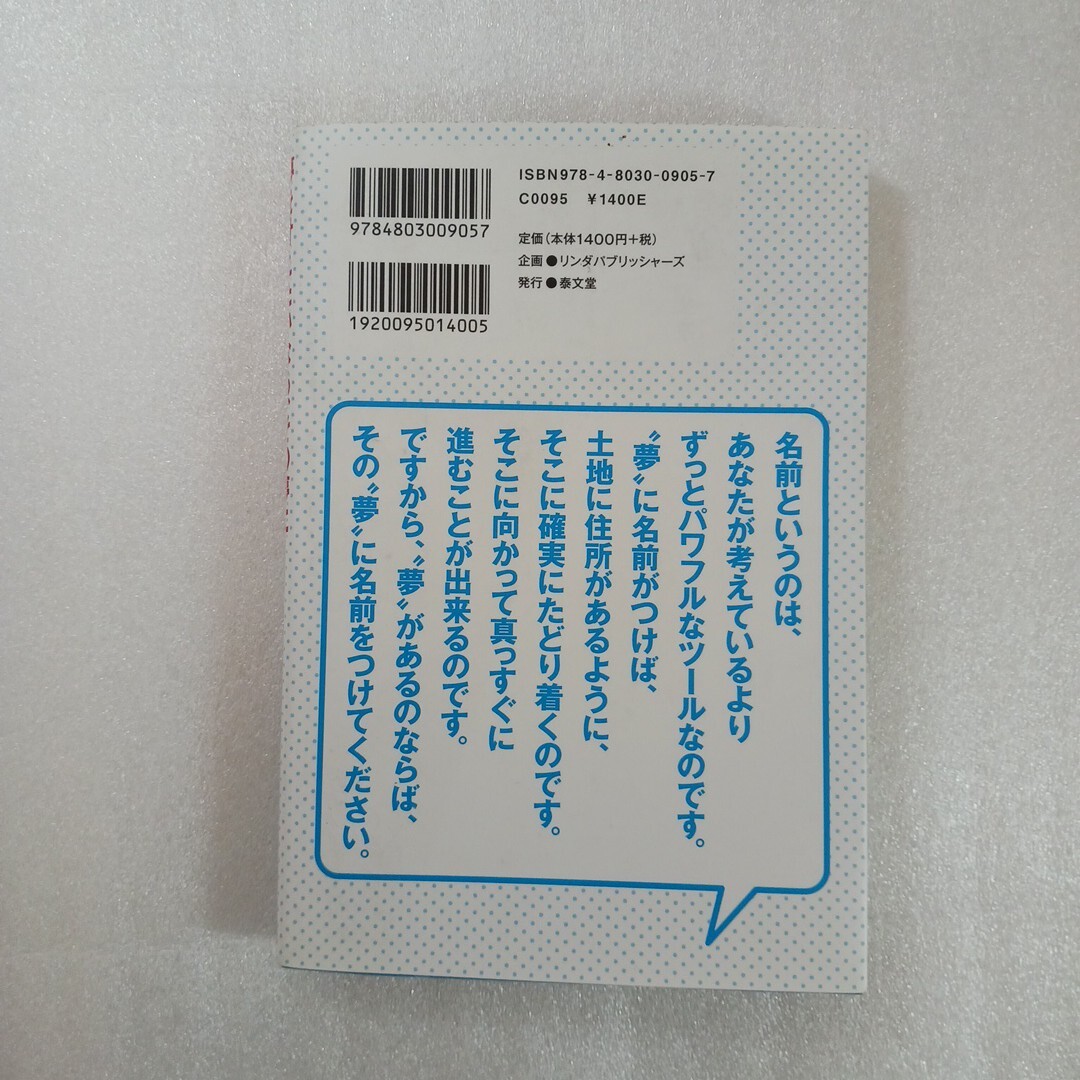 ISBN978-4-8030-0905-7
C0095 ¥1400E
9784803009057
定価(本体1400円+税)
企画●リンダパブリッシャーズ
発行●泰文堂
1920095014005
名前というのは、
あなたが考えているより
ずっとパワフルなツールなのです。
〝夢〟に名前がつけば、
土地に住所があるように、
そこに確実にたどり着くのです。
そこに向かって真っすぐに
進むことが出来るのです。
ですから、〝夢〟があるのならば、
その〝夢〟に名前をつけてください。